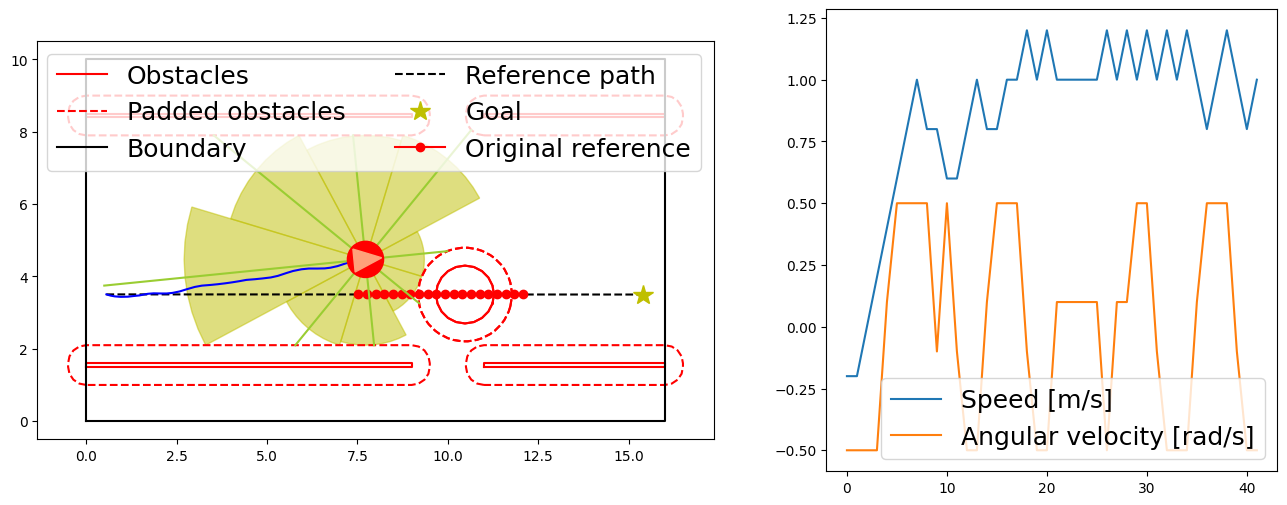 Obstacles
Padded obstacles
Boundary
Reference path
Goal
Original reference
10
8
6
4
2
0
0.0 2.5 5.0 7.5 10.0 12.5 15.0
1.25
1.00
0.75
0.50
0.25
0.00
−0.25
−0.50
Speed [m/s]
Angular velocity [rad/s]
0 10 20 30 40